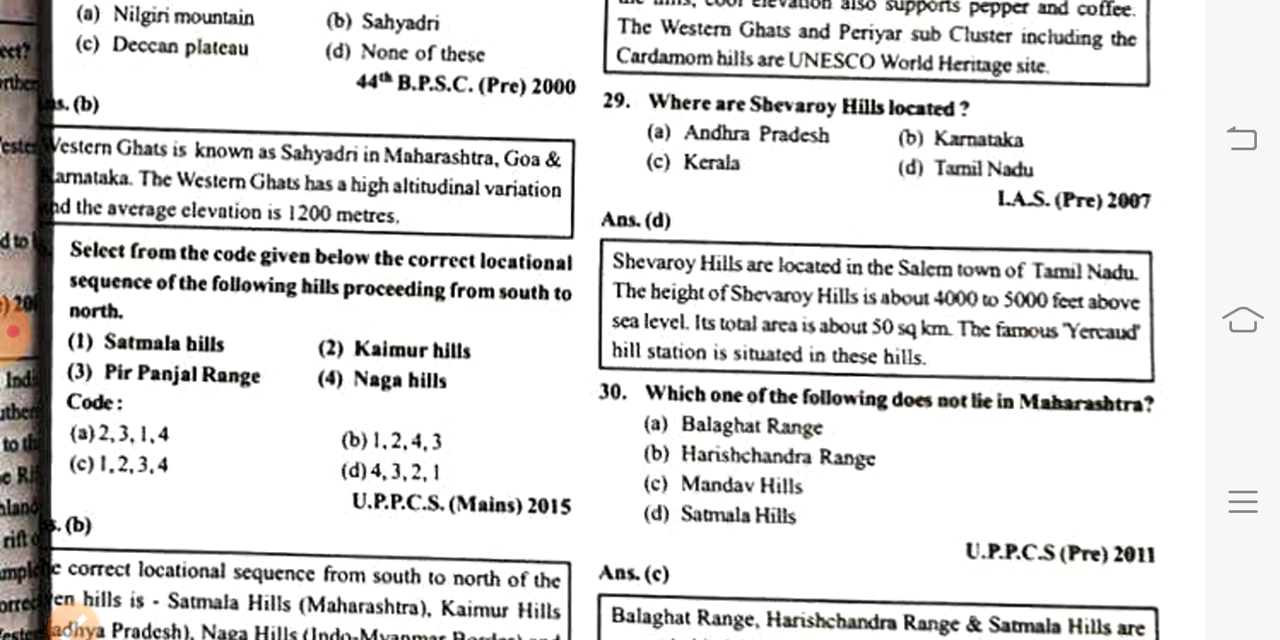 (a) Nilgiri mountain (b) Sahyadri
(c) Deccan plateau (d) None of these
44th B.P.S.C. (Pre) 2000
s. (b)
Western Ghats is known as Sahyadri in Maharashtra, Goa &
Karnataka. The Western Ghats has a high altitudinal variation
nd the average elevation is 1200 metres.
Select from the code given below the correct locational
sequence of the following hills proceeding from south to
north.
(1) Satmala hills (2) Kaimur hills
(3) Pir Panjal Range (4) Naga hills
Code :
(a) 2, 3, 1, 4 (b) 1, 2, 4, 3
(c) 1, 2, 3, 4 (d) 4, 3, 2, 1
U.P.P.C.S. (Mains) 2015
s. (b)
e correct locational sequence from south to north of the
en hills is - Satmala Hills (Maharashtra), Kaimur Hills
adhya Pradesh), Naga Hills (Indo-Myanmar
elevation also supports pepper and coffee.
The Western Ghats and Periyar sub Cluster including the
Cardamom hills are UNESCO World Heritage site.
29. Where are Shevaroy Hills located ?
(a) Andhra Pradesh (b) Karnataka
(c) Kerala (d) Tamil Nadu
I.A.S. (Pre) 2007
Ans. (d)
Shevaroy Hills are located in the Salem town of Tamil Nadu.
The height of Shevaroy Hills is about 4000 to 5000 feet above
sea level. Its total area is about 50 sq km. The famous 'Yercaud'
hill station is situated in these hills.
30. Which one of the following does not lie in Maharashtra?
(a) Balaghat Range
(b) Harishchandra Range
(c) Mandav Hills
(d) Satmala Hills
U.P.P.C.S (Pre) 2011
Ans. (c)
Balaghat Range, Harishchandra Range & Satmala Hills are